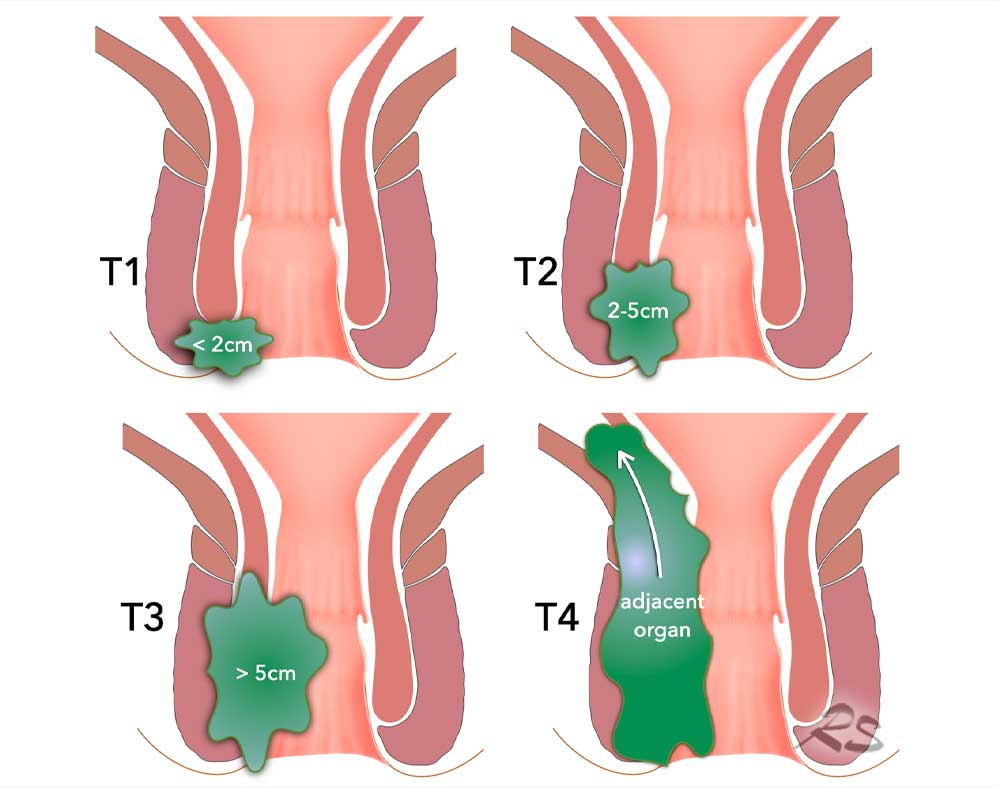 T1
< 2cm
T2
2-5cm
T3
> 5cm
T4
adjacent
organ
RS